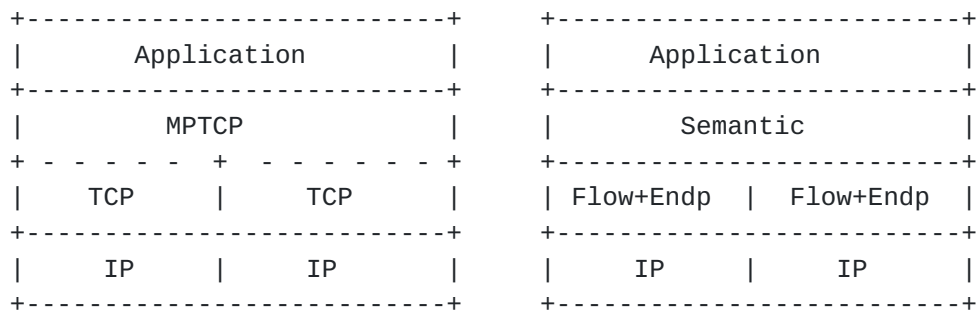 +---------------------------+     +--------------------------+
|       Application         |     |      Application         |
+---------------------------+     +--------------------------+
|         MPTCP             |     |        Semantic          |
+ - - - - -  +  - - - - - - +     +--------------------------+
|    TCP     |     TCP      |     | Flow+Endp  |  Flow+Endp  |
+---------------------------+     +--------------------------+
|     IP     |     IP       |     |     IP     |     IP      |
+---------------------------+     +--------------------------+